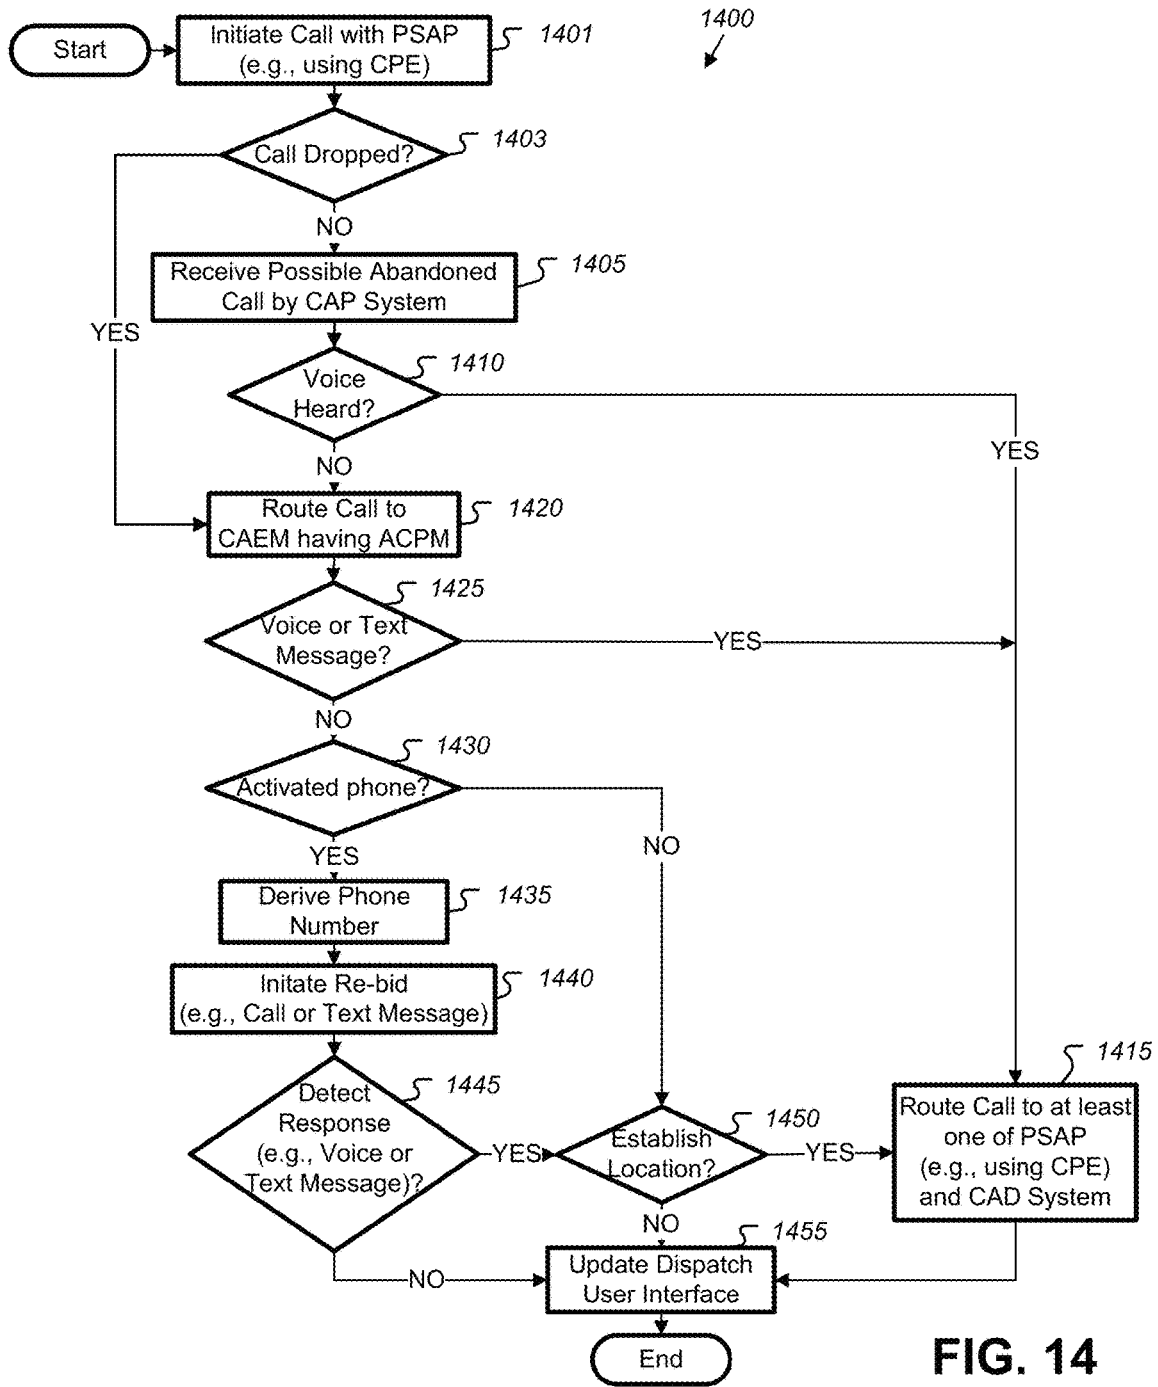 1400
Start
Initiate Call with PSAP
(e.g., using CPE)
1401
Call Dropped?
1403
NO
YES
Receive Possible Abandoned
Call by CAP System
1405
Voice
Heard?
1410
YES
NO
Route Call to
CAEM having ACPM
1420
Voice or Text
Message?
1425
YES
NO
Activated phone?
1430
NO
YES
Derive Phone
Number
1435
Initate Re-bid
(e.g., Call or Text Message)
1440
Detect
Response
(e.g., Voice or
Text Message)?
1445
YES
Establish
Location?
1450
YES
Route Call to at least
one of PSAP
(e.g., using CPE)
and CAD System
1415
NO
NO
Update Dispatch
User Interface
1455
End
FIG. 14